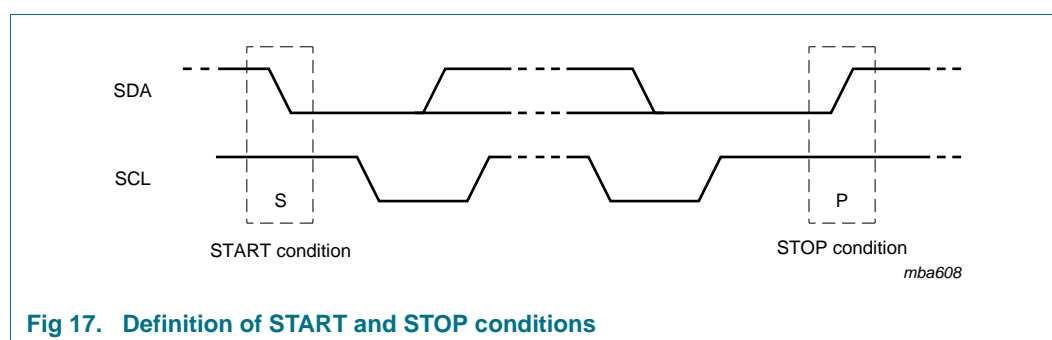 SDA
SCL
S
P
START condition
STOP condition
mba608
Fig 17. Definition of START and STOP conditions